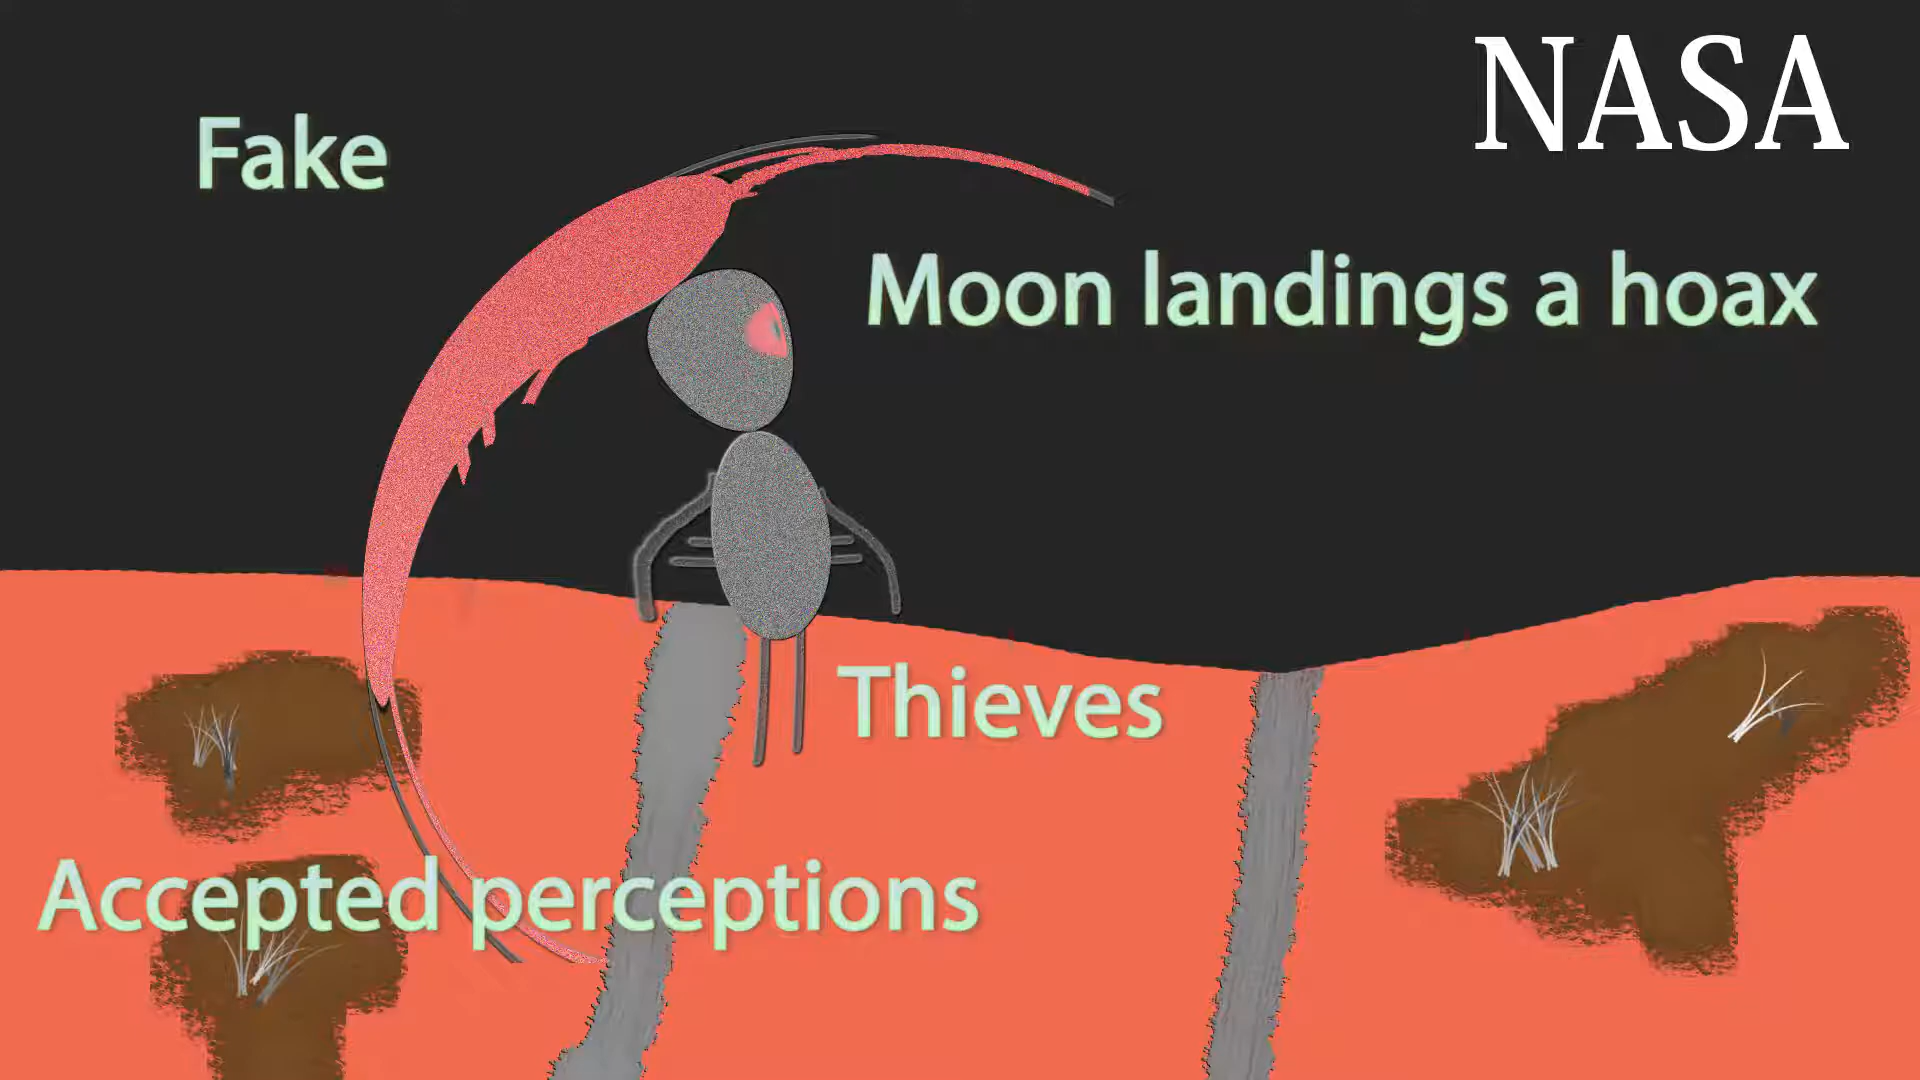 NASA
Fake
Moon landings a hoax
Thieves
Accepted perceptions